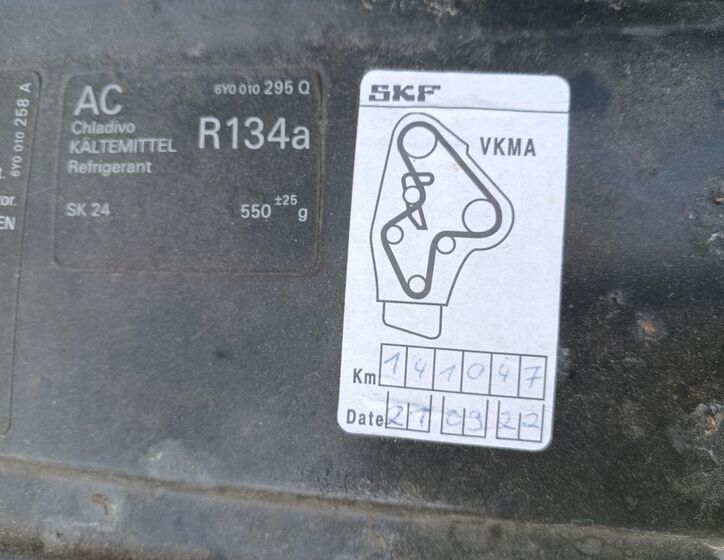 6Y0 010 258 A
t.
tor.
EN
AC
6Y0 010 295 Q
Chladivo
KÄLTEMITTEL
Refrigerant
R134a
SK 24
550 ±25 g
SKF
VKMA
Km 141047
Date 21 09 22